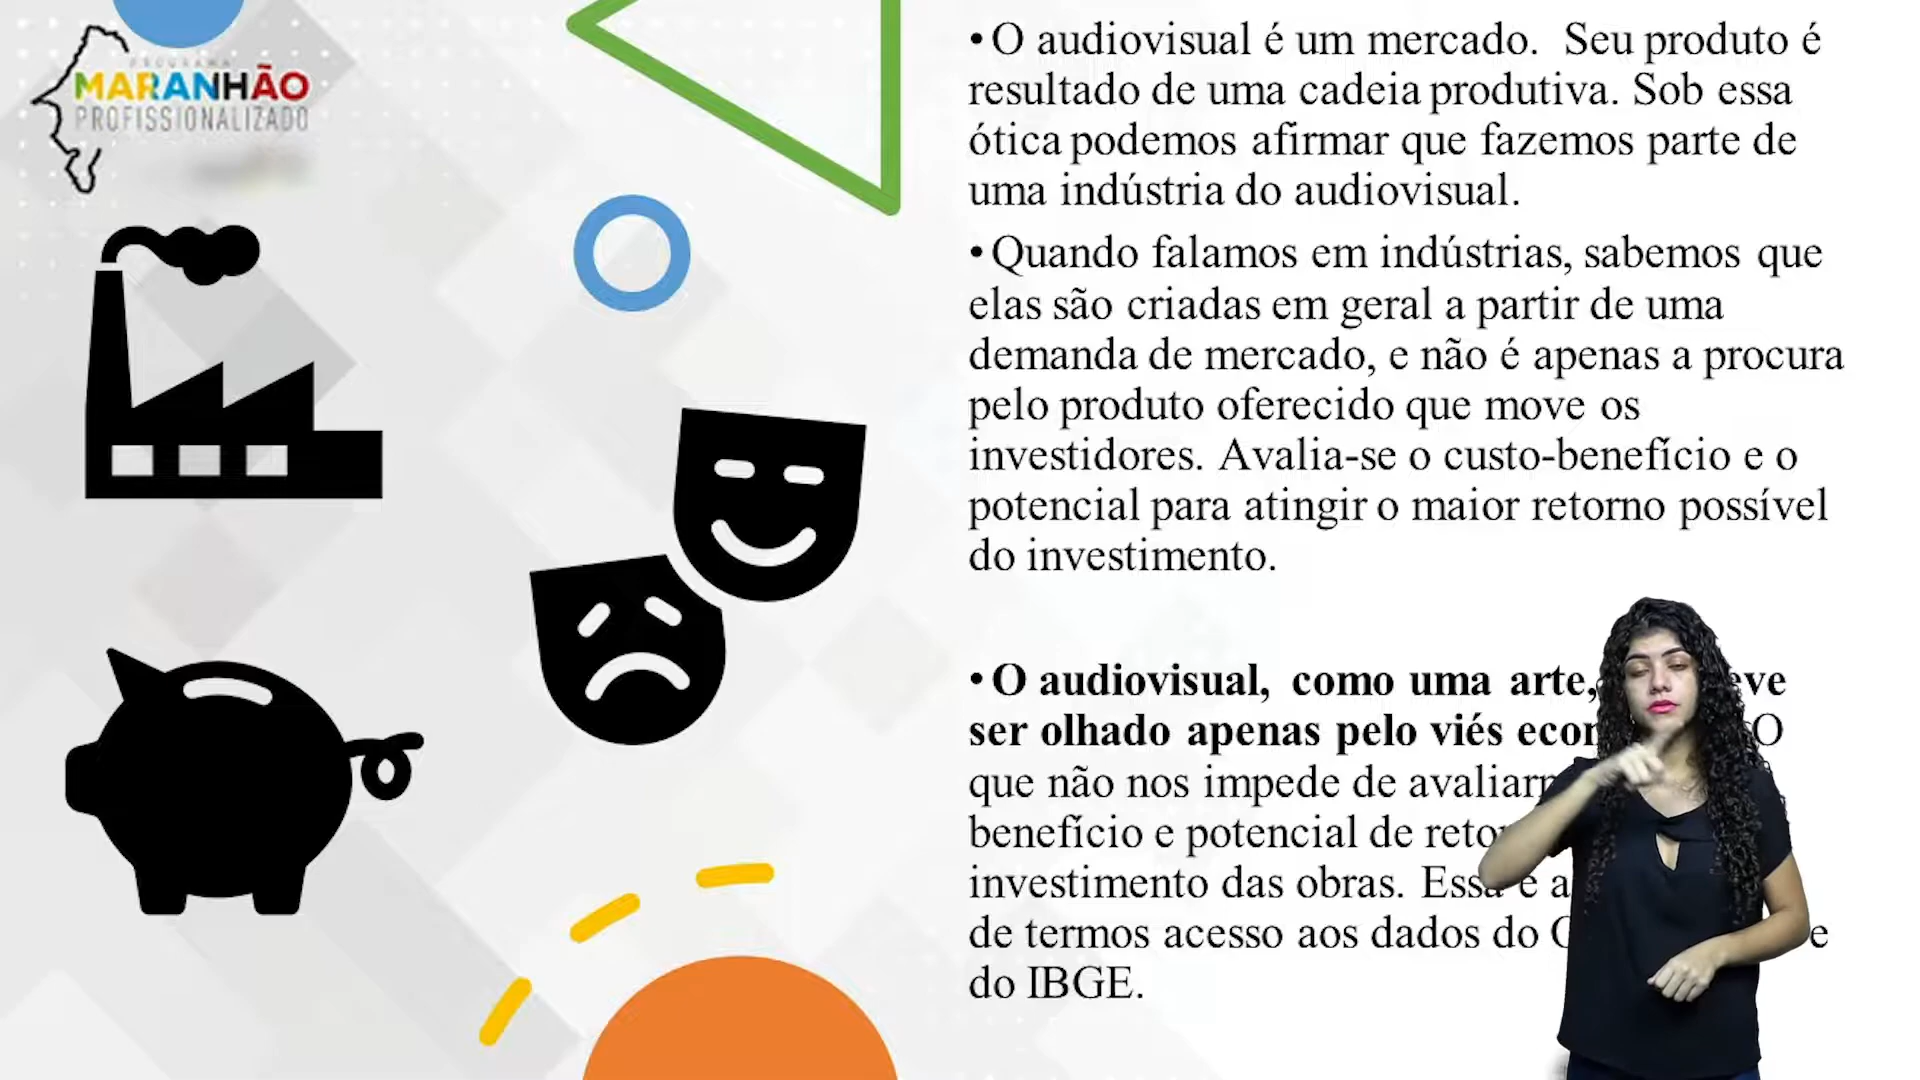 PROGRAMA
MARANHÃO
PROFISSIONALIZADO
• O audiovisual é um mercado. Seu produto é
resultado de uma cadeia produtiva. Sob essa
ótica podemos afirmar que fazemos parte de
uma indústria do audiovisual.
• Quando falamos em indústrias, sabemos que
elas são criadas em geral a partir de uma
demanda de mercado, e não é apenas a procura
pelo produto oferecido que move os
investidores. Avalia-se o custo-benefício e o
potencial para atingir o maior retorno possível
do investimento.
• O audiovisual, como uma arte,
ser olhado apenas pelo viés O
que não nos impede de
benefício e potencial de
investimento das obras. Essa é a
de termos acesso aos dados do e
do IBGE.